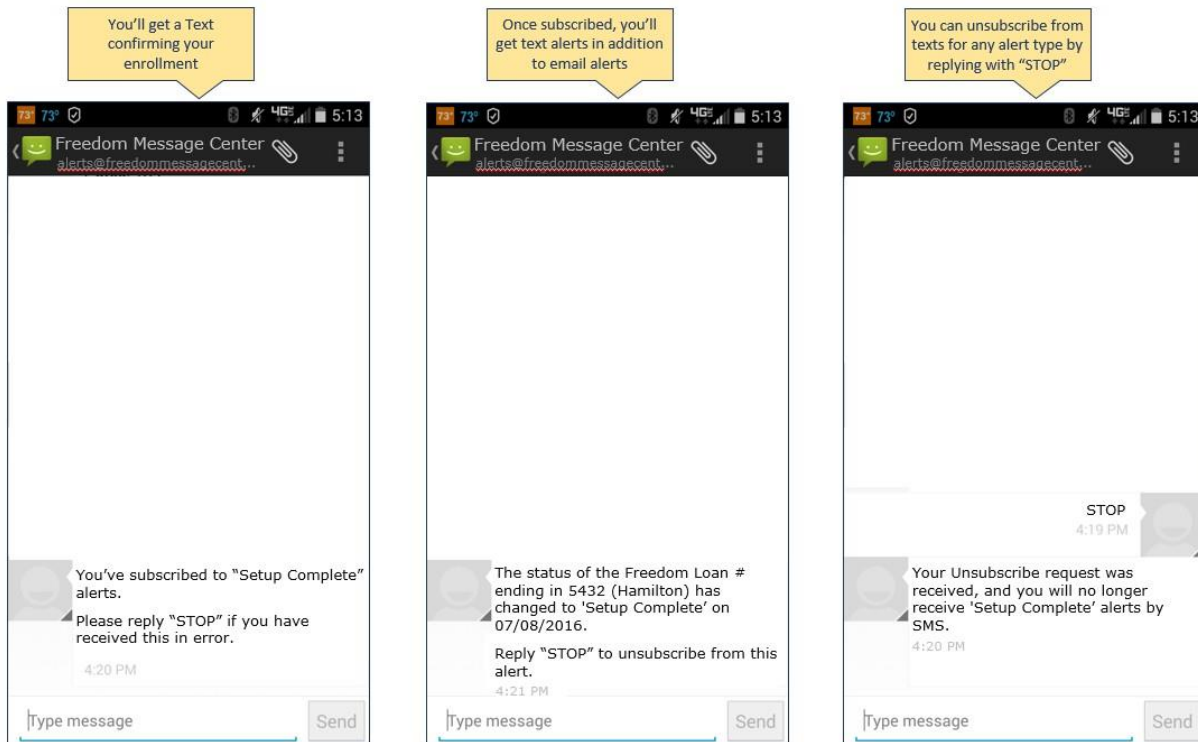 You'll get a Text
confirming your
enrollment
73° 73° 4G 5:13
Freedom Message Center
alerts@freedommessagecent...
You've subscribed to "Setup Complete"
alerts.
Please reply "STOP" if you have
received this in error.
4:20 PM
Type message Send
Once subscribed, you'll
get text alerts in addition
to email alerts
73° 73° 4G 5:13
Freedom Message Center
alerts@freedommessagecent...
The status of the Freedom Loan #
ending in 5432 (Hamilton) has
changed to 'Setup Complete' on
07/08/2016.
Reply "STOP" to unsubscribe from this
alert.
4:21 PM
Type message Send
You can unsubscribe from
texts for any alert type by
replying with "STOP"
73° 73° 4G 5:13
Freedom Message Center
alerts@freedommessagecent...
STOP
4:19 PM
Your Unsubscribe request was
received, and you will no longer
receive 'Setup Complete' alerts by
SMS.
4:20 PM
Type message Send